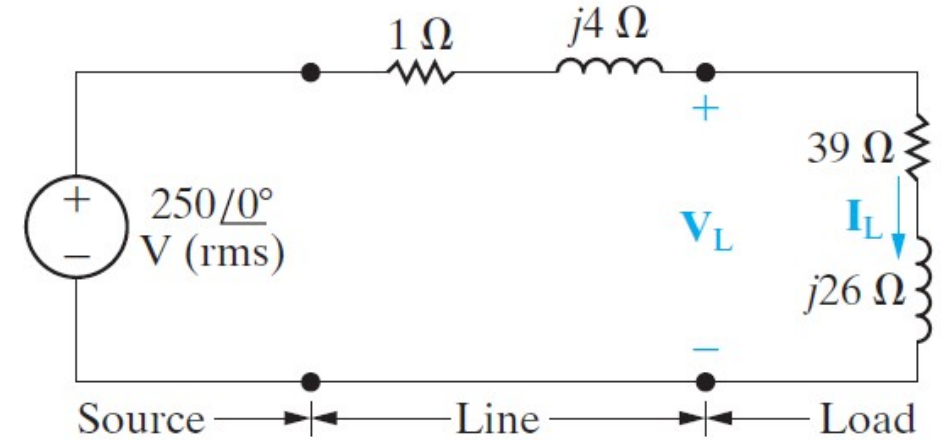 1 Ω
j4 Ω
+
39 Ω
+
250/0°
V (rms)
−
V_L
I_L
j26 Ω
−
Source
Line
Load